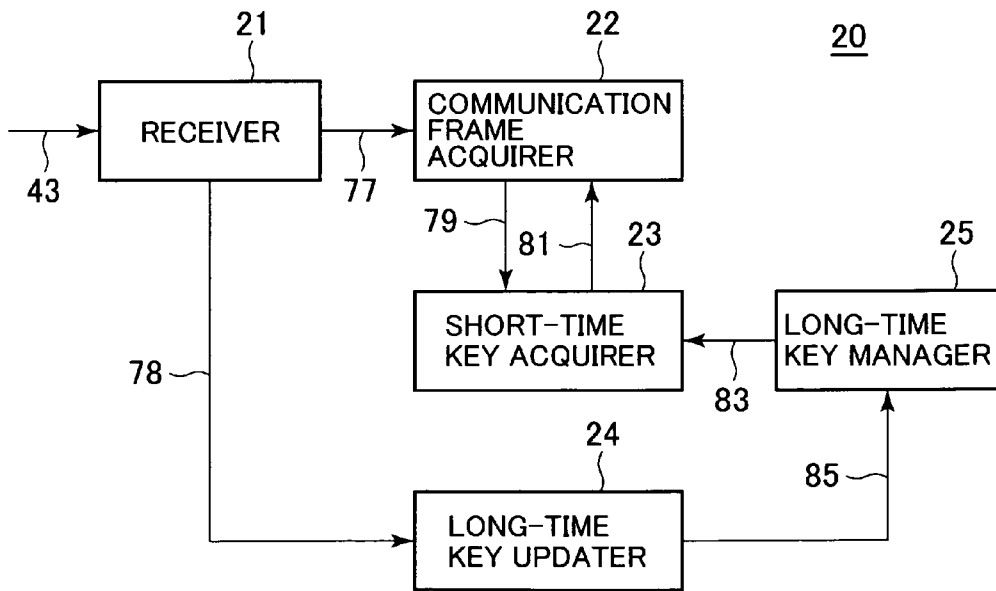 21
22
20
RECEIVER
COMMUNICATION
FRAME
ACQUIRER
43
77
79
81
23
25
SHORT-TIME
KEY ACQUIRER
LONG-TIME
KEY MANAGER
78
83
24
85
LONG-TIME
KEY UPDATER